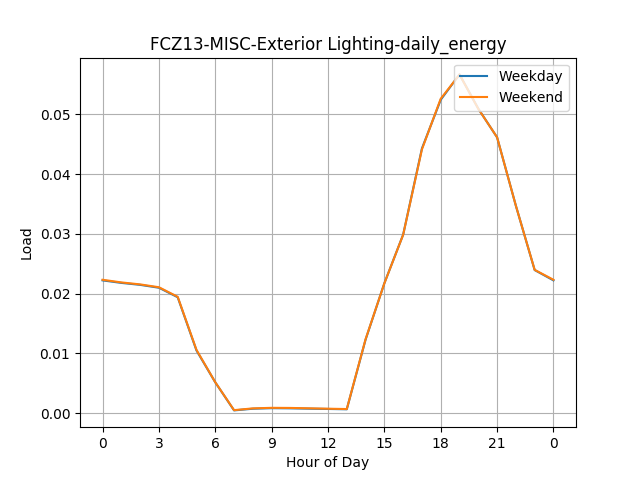 FCZ13-MISC-Exterior Lighting-daily_energy
Weekday
Weekend
0.05
0.04
0.03
0.02
0.01
0.00
Load
0 3 6 9 12 15 18 21 0
Hour of Day